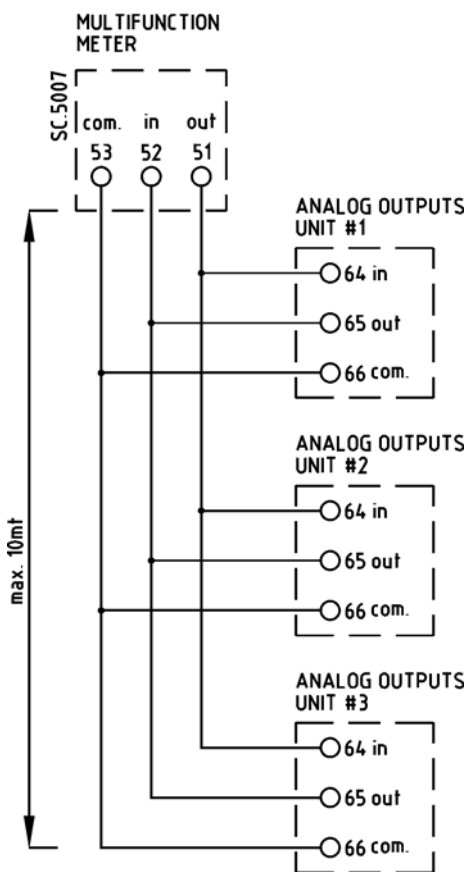 MULTIFUNCTION
METER
SC.5007
com. in out
53 52 51
ANALOG OUTPUTS
UNIT #1
64 in
65 out
66 com.
ANALOG OUTPUTS
UNIT #2
64 in
65 out
66 com.
max. 10mt
ANALOG OUTPUTS
UNIT #3
64 in
65 out
66 com.